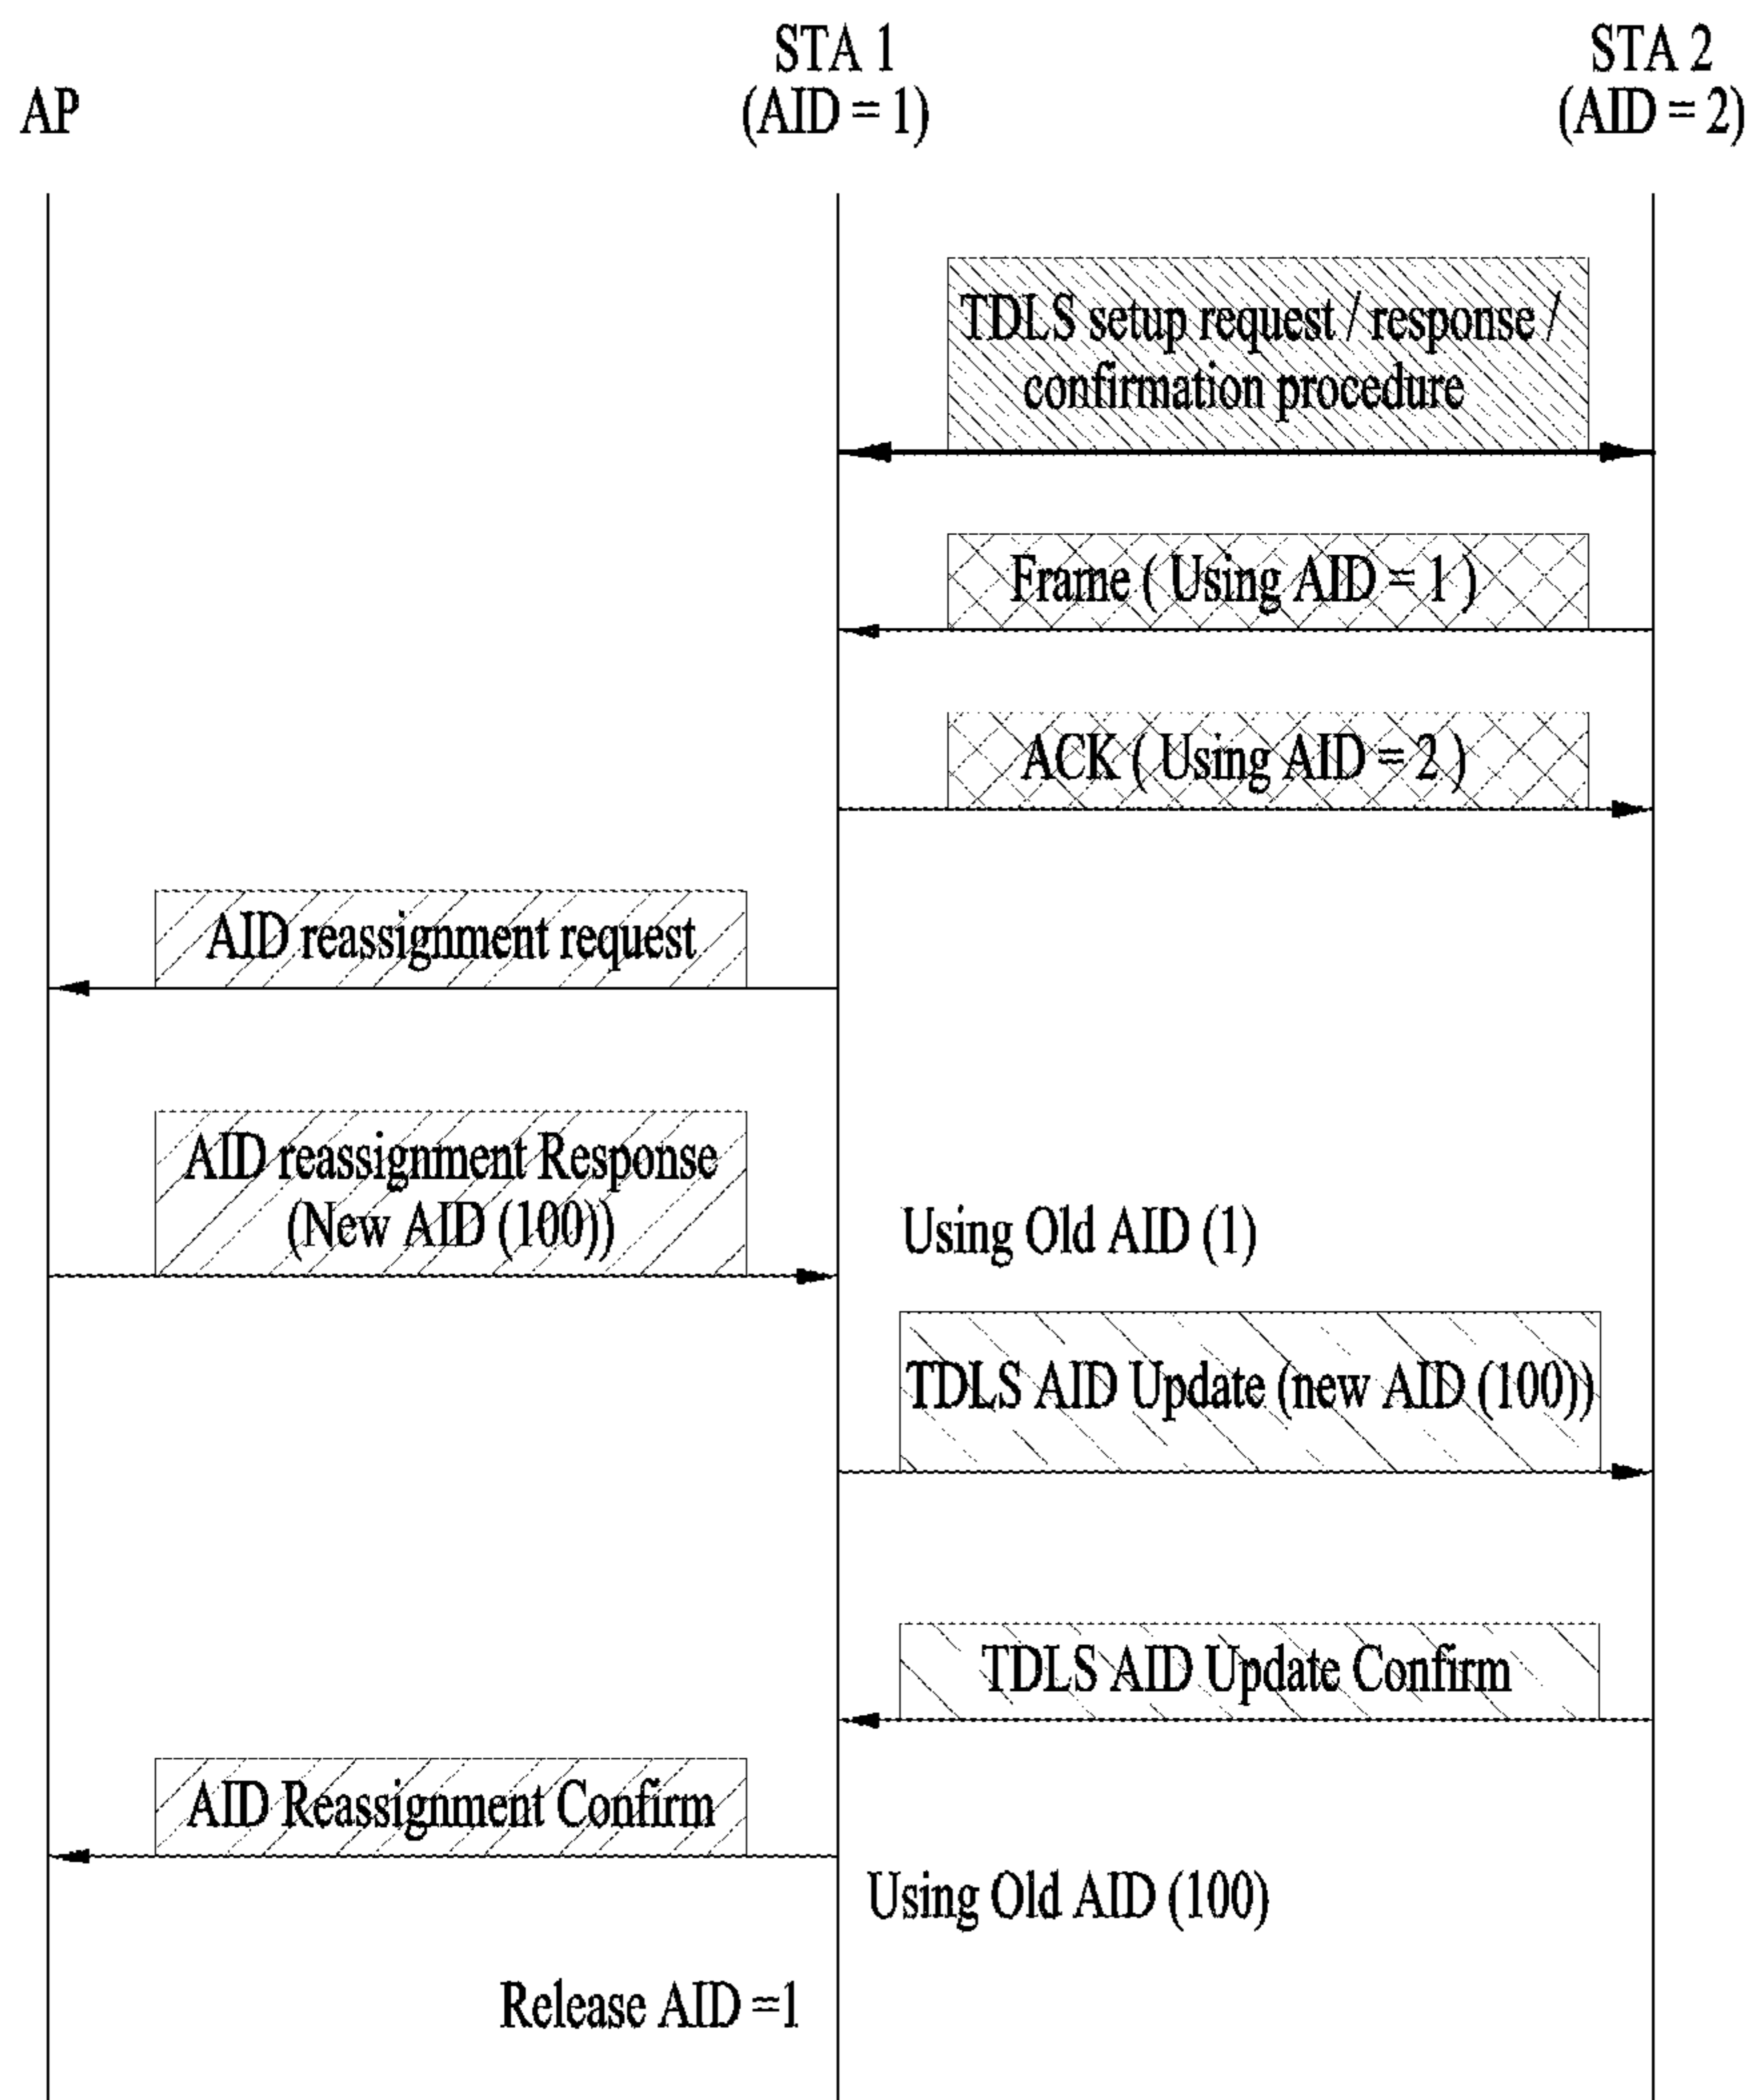 AP
STA 1
(AID = 1)
STA 2
(AID = 2)
TDLS setup request / response /
confirmation procedure
Frame ( Using AID = 1 )
ACK ( Using AID = 2 )
AID reassignment request
AID reassignment Response
(New AID (100))
Using Old AID (1)
TDLS AID Update (new AID (100))
TDLS AID Update Confirm
AID Reassignment Confirm
Using Old AID (100)
Release AID =1